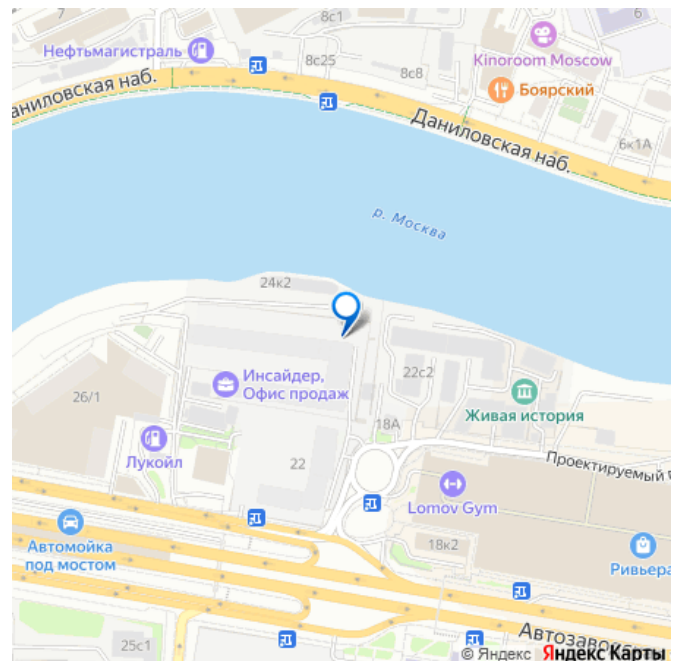 7
8с1
6
Нефтьмагистраль
8с25
8с8
Kinoroom Moscow
Боярский
аниловская наб.
Даниловская наб.
6к1А
р. Москва
24к2
Инсайдер,
Офис продаж
22с2
Живая история
26/1
18А
Лукойл
22
Проектируемый
Lomov Gym
Автомойка
под мостом
18к2
Ривьера
25с1
Автозаво
© Яндекс Яндекс Карты